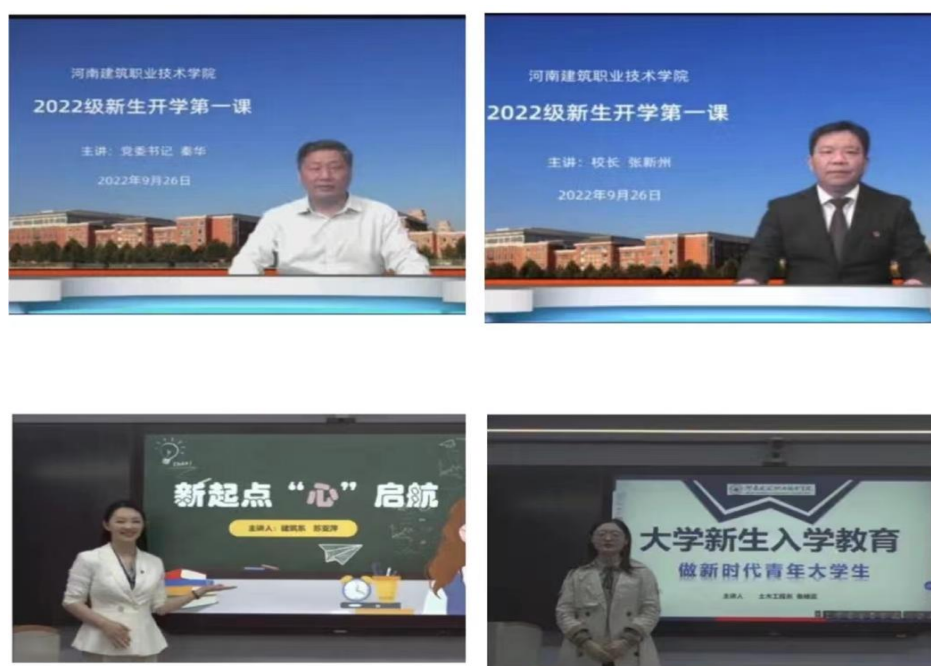 河南建筑职业技术学院
2022级新生开学第一课
主讲：党委书记 秦华
2022年9月26日
河南建筑职业技术学院
2022级新生开学第一课
主讲：校长 张新州
2022年9月26日
新起点“心”启航
主讲人：建筑系
大学新生入学教育
做新时代青年大学生
主讲人 土木工程系